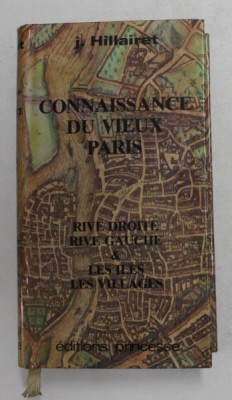 j. Hillairet
CONNAISSANCE
DU VIEUX
PARIS
RIVE DROITE
RIVE GAUCHE
&
LES ILES
LES VILLAGES
éditions princesse